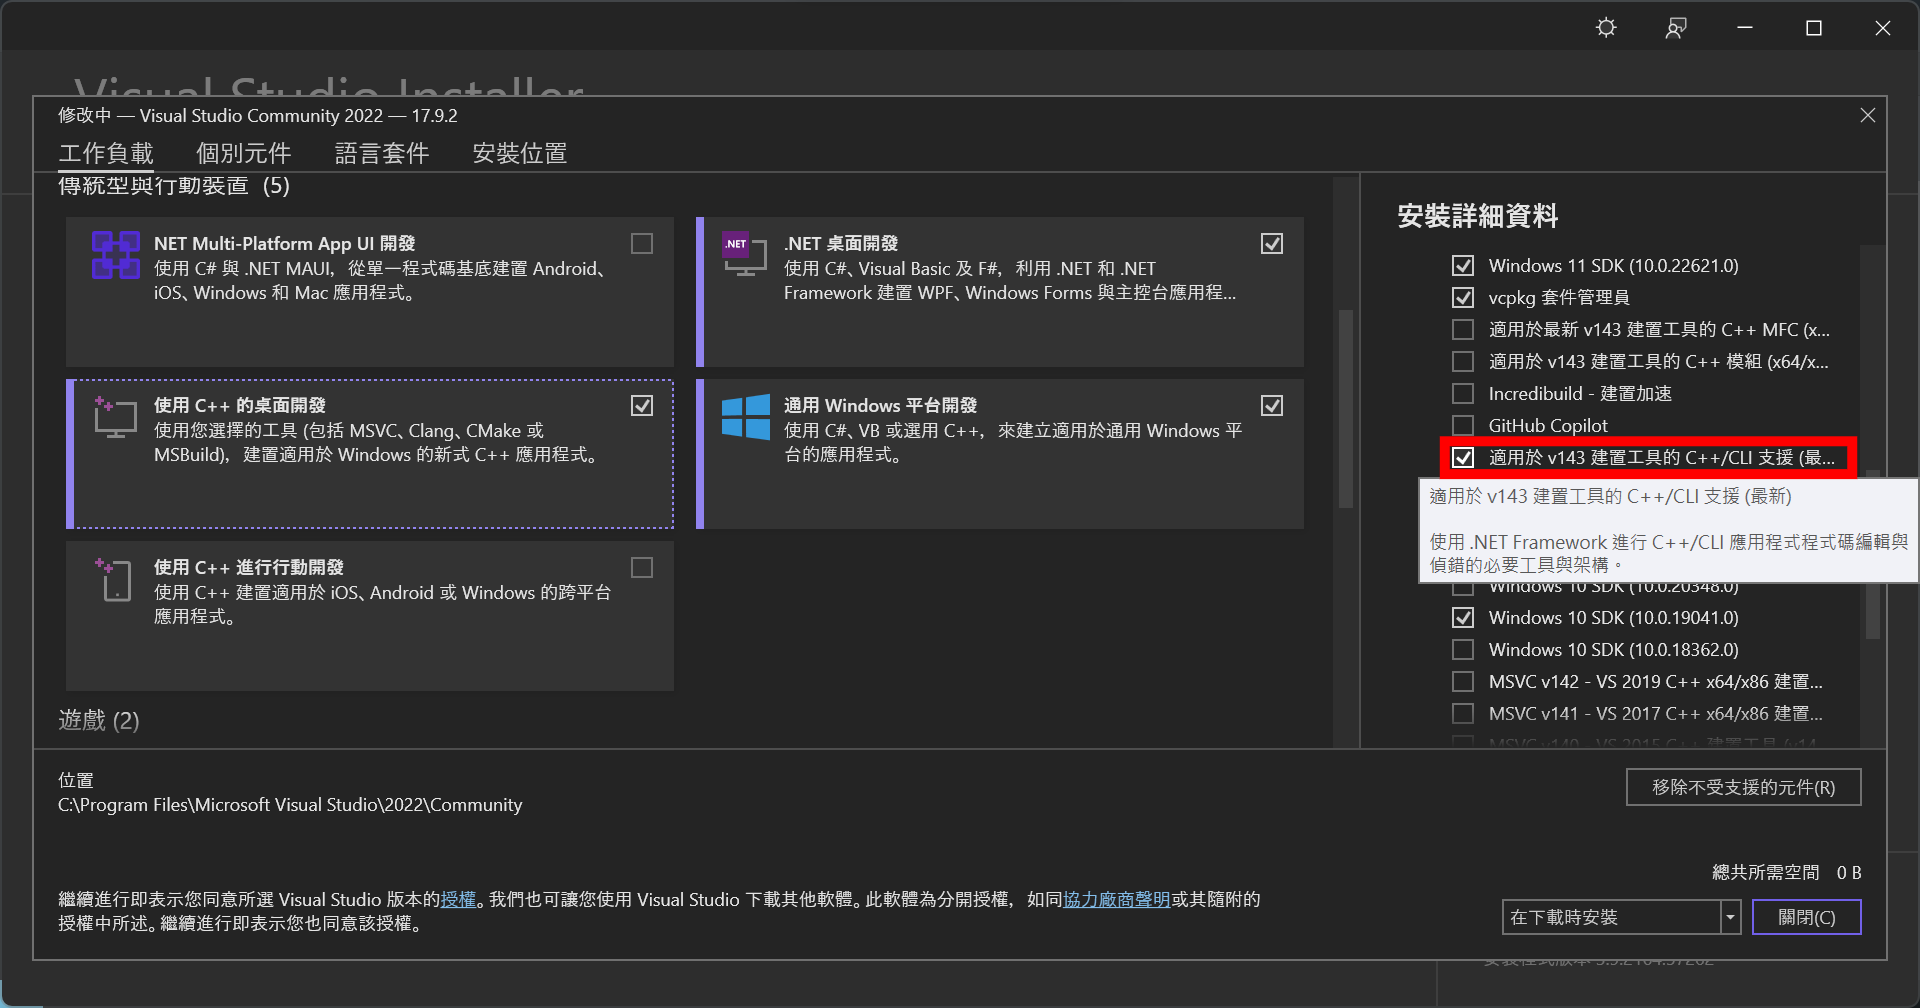 Visual Studio Installer
修改中 — Visual Studio Community 2022 — 17.9.2
工作負載 個別元件 語言套件 安裝位置
傳統型與行動裝置 (5)
NET Multi-Platform App UI 開發
使用 C# 與 .NET MAUI，從單一程式碼基底建置 Android、
iOS、Windows 和 Mac 應用程式。
.NET
.NET 桌面開發
使用 C#、Visual Basic 及 F#，利用 .NET 和 .NET
Framework 建置 WPF、Windows Forms 與主控台應用程...
使用 C++ 的桌面開發
使用您選擇的工具 (包括 MSVC、Clang、CMake 或
MSBuild)，建置適用於 Windows 的新式 C++ 應用程式。
通用 Windows 平台開發
使用 C#、VB 或選用 C++，來建立適用於通用 Windows 平
台的應用程式。
使用 C++ 進行行動開發
使用 C++ 建置適用於 iOS、Android 或 Windows 的跨平台
應用程式。
遊戲 (2)
安裝詳細資料
Windows 11 SDK (10.0.22621.0)
vcpkg 套件管理員
適用於最新 v143 建置工具的 C++ MFC (x...
適用於 v143 建置工具的 C++ 模組 (x64/x...
Incredibuild - 建置加速
GitHub Copilot
適用於 v143 建置工具的 C++/CLI 支援 (最...
適用於 v143 建置工具的 C++/CLI 支援 (最新)
使用 .NET Framework 進行 C++/CLI 應用程式程式碼編輯與
偵錯的必要工具與架構。
Windows 10 SDK (10.0.20348.0)
Windows 10 SDK (10.0.19041.0)
Windows 10 SDK (10.0.18362.0)
MSVC v142 - VS 2019 C++ x64/x86 建置...
MSVC v141 - VS 2017 C++ x64/x86 建置...
MSVC v140 - VS 2015 C++ 建置工具 (v14...
位置
C:\Program Files\Microsoft Visual Studio\2022\Community
移除不受支援的元件(R)
總共所需空間 0 B
繼續進行即表示您同意所選 Visual Studio 版本的授權。我們也可讓您使用 Visual Studio 下載其他軟體。此軟體為分開授權，如同協力廠商聲明或其隨附的
授權中所述。繼續進行即表示您也同意該授權。
在下載時安裝
關閉(C)